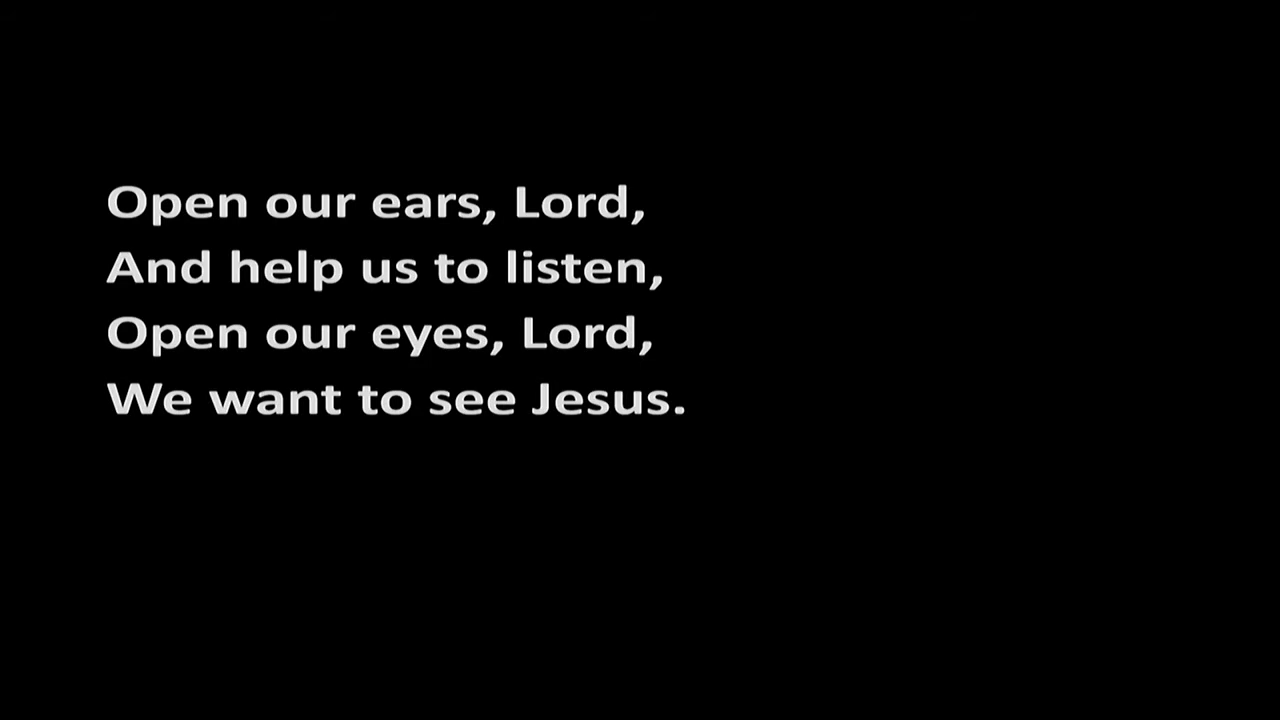 Open our ears, Lord,
And help us to listen,
Open our eyes, Lord,
We want to see Jesus.